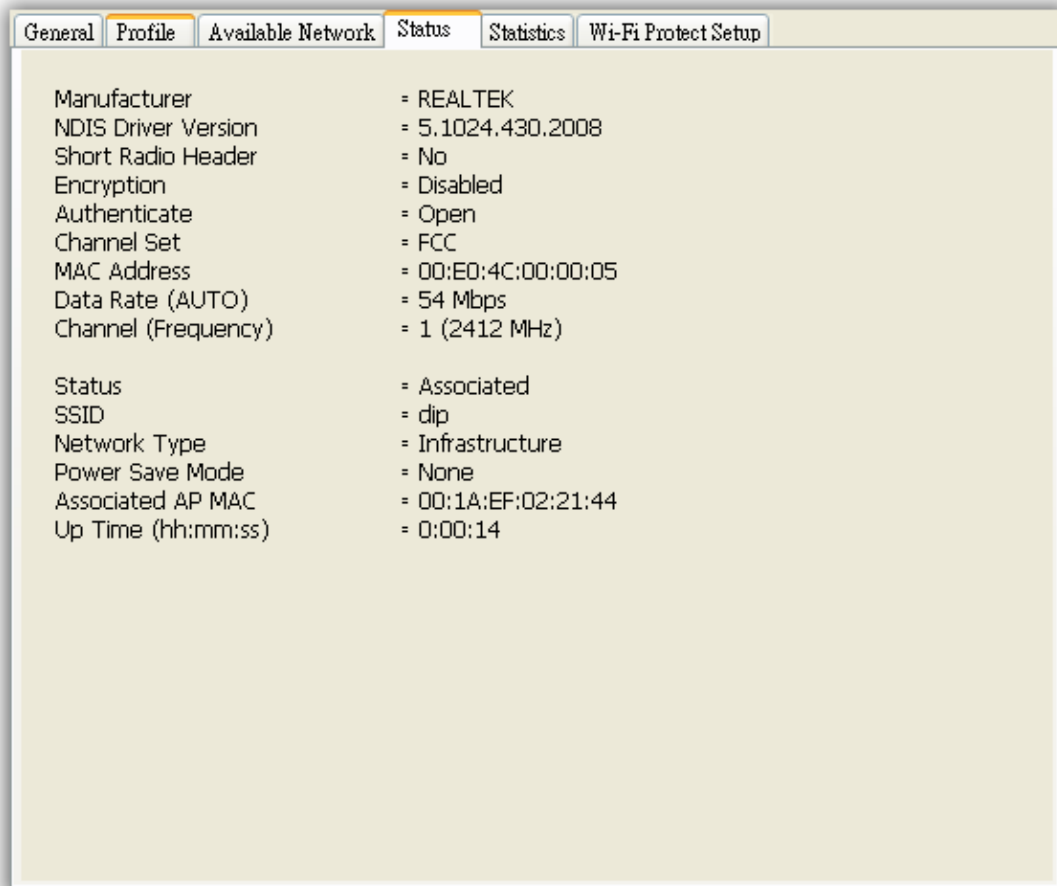 General Profile Available Network Status Statistics Wi-Fi Protect Setup
Manufacturer = REALTEK
NDIS Driver Version = 5.1024.430.2008
Short Radio Header = No
Encryption = Disabled
Authenticate = Open
Channel Set = FCC
MAC Address = 00:E0:4C:00:00:05
Data Rate (AUTO) = 54 Mbps
Channel (Frequency) = 1 (2412 MHz)
Status = Associated
SSID = dip
Network Type = Infrastructure
Power Save Mode = None
Associated AP MAC = 00:1A:EF:02:21:44
Up Time (hh:mm:ss) = 0:00:14